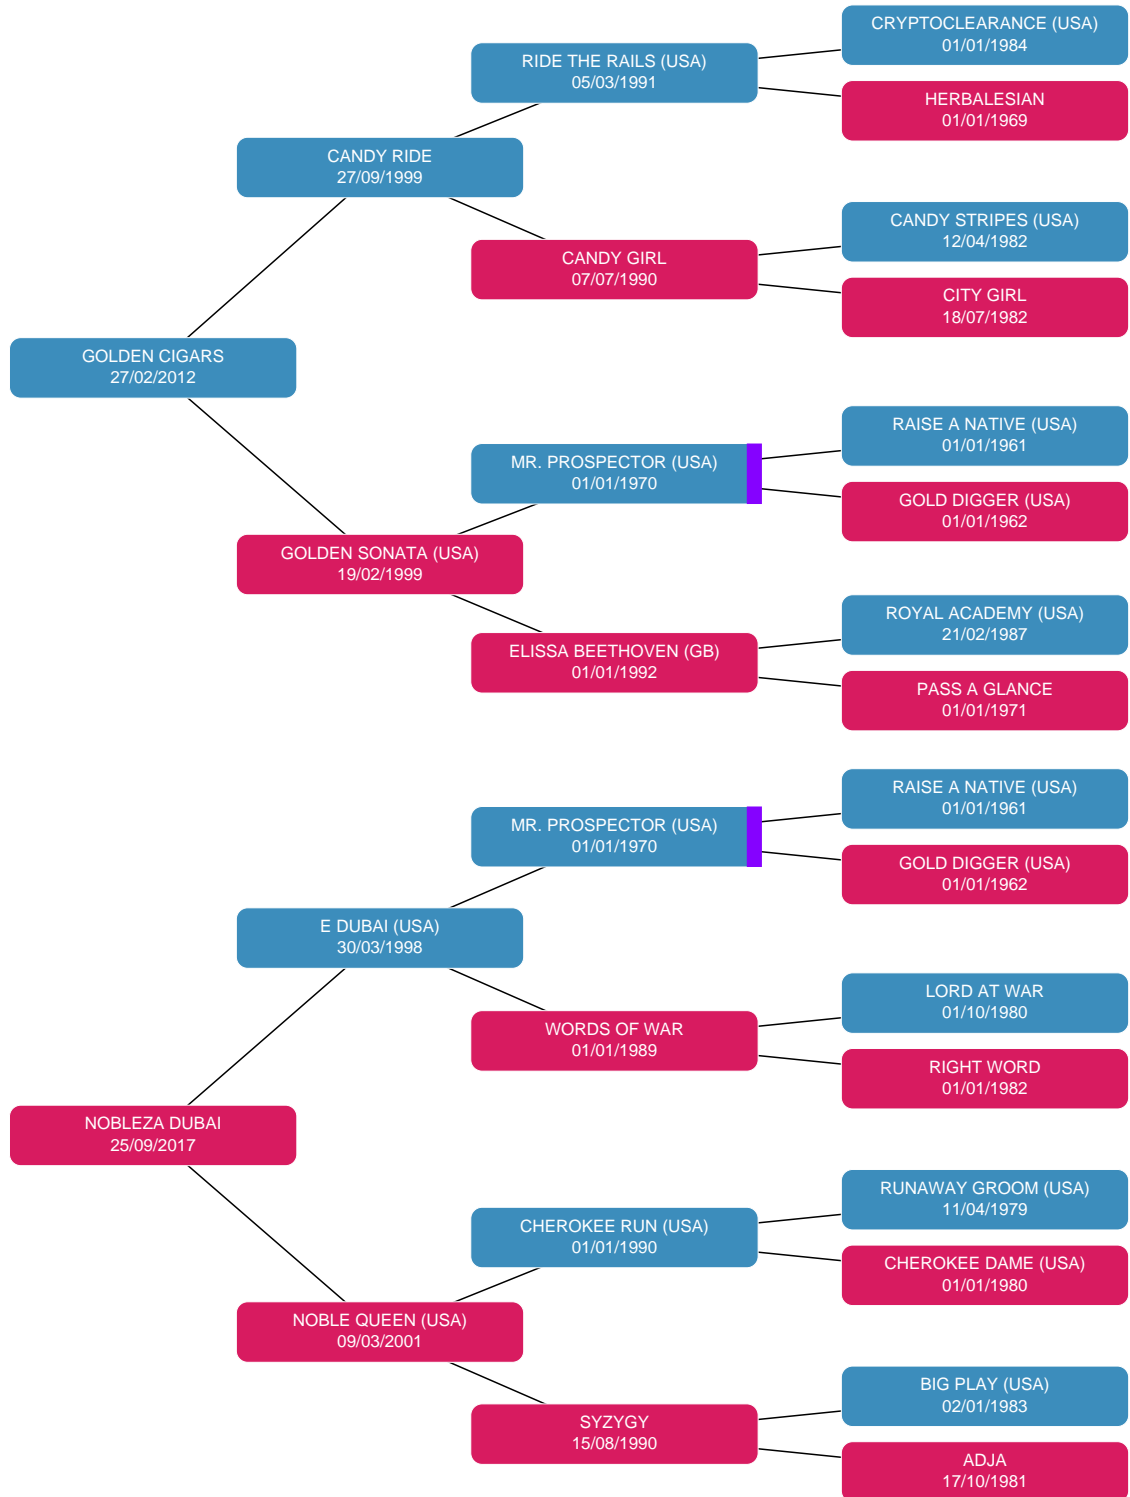 CRYPTOCLEARANCE (USA)
01/01/1984
RIDE THE RAILS (USA)
05/03/1991
HERBALESIAN
01/01/1969
CANDY RIDE
27/09/1999
CANDY STRIPES (USA)
12/04/1982
CANDY GIRL
07/07/1990
CITY GIRL
18/07/1982
GOLDEN CIGARS
27/02/2012
RAISE A NATIVE (USA)
01/01/1961
MR. PROSPECTOR (USA)
01/01/1970
GOLD DIGGER (USA)
01/01/1962
GOLDEN SONATA (USA)
19/02/1999
ROYAL ACADEMY (USA)
21/02/1987
ELISSA BEETHOVEN (GB)
01/01/1992
PASS A GLANCE
01/01/1971
RAISE A NATIVE (USA)
01/01/1961
MR. PROSPECTOR (USA)
01/01/1970
GOLD DIGGER (USA)
01/01/1962
E DUBAI (USA)
30/03/1998
LORD AT WAR
01/10/1980
WORDS OF WAR
01/01/1989
RIGHT WORD
01/01/1982
NOBLEZA DUBAI
25/09/2017
RUNAWAY GROOM (USA)
11/04/1979
CHEROKEE RUN (USA)
01/01/1990
CHEROKEE DAME (USA)
01/01/1980
NOBLE QUEEN (USA)
09/03/2001
BIG PLAY (USA)
02/01/1983
SYZYGY
15/08/1990
ADJA
17/10/1981